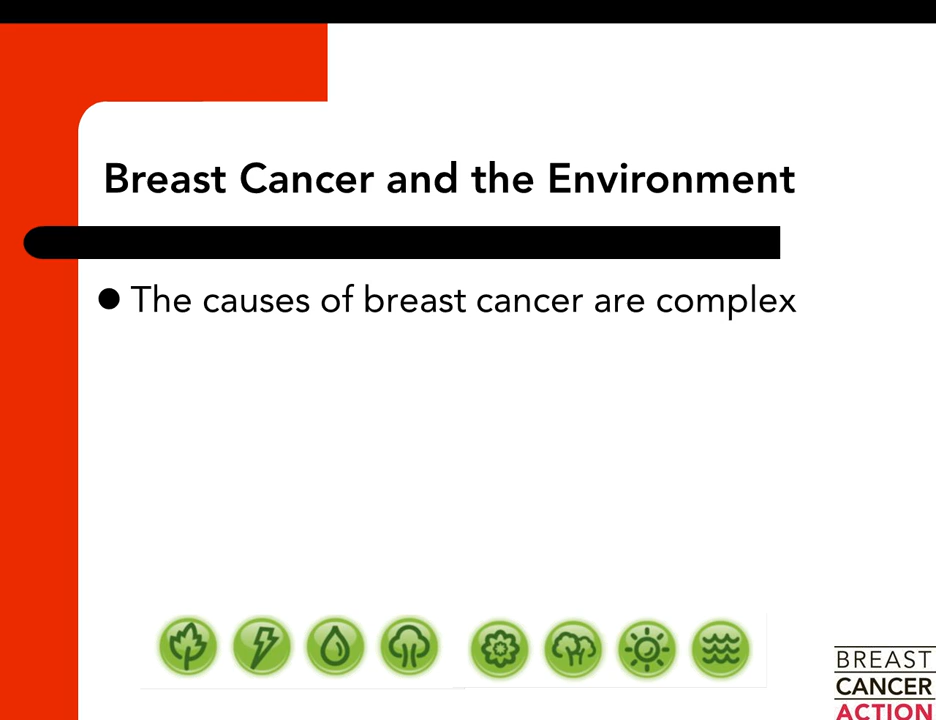 Breast Cancer and the Environment
● The causes of breast cancer are complex
BREAST
CANCER
ACTION